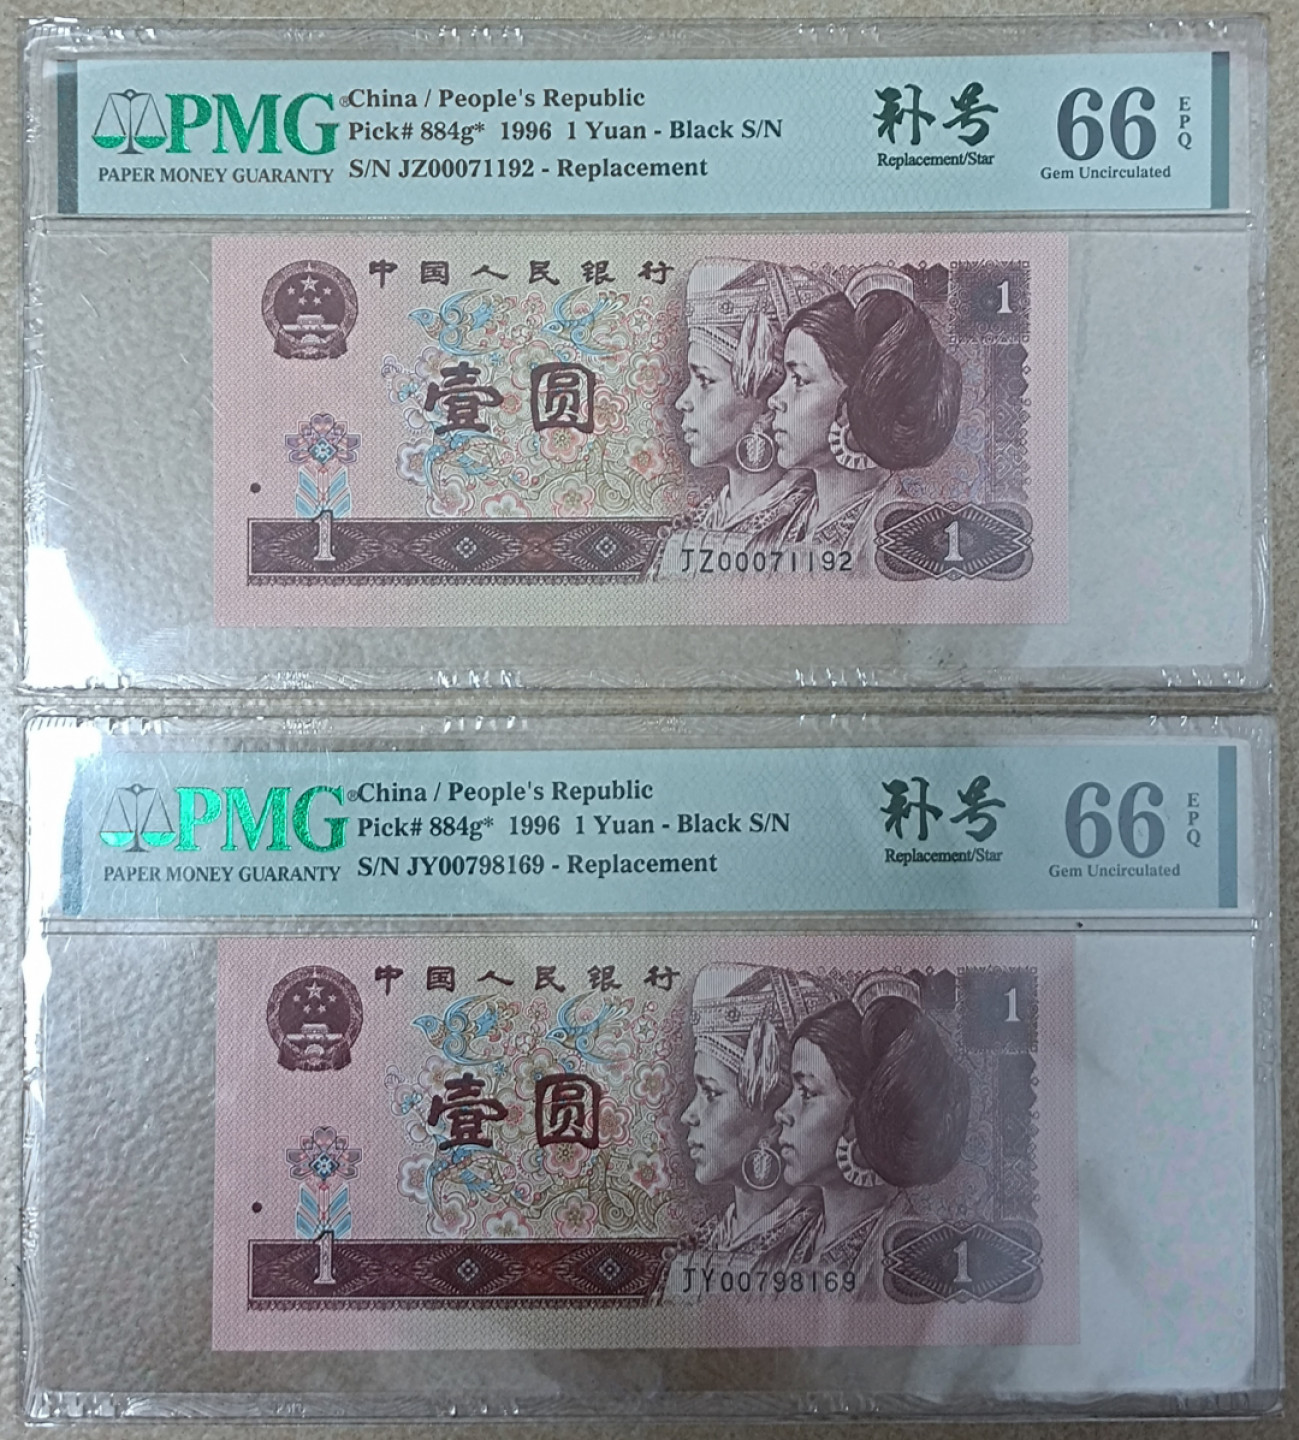 PMG®
PAPER MONEY GUARANTY
China / People's Republic
Pick# 884g* 1996 1 Yuan - Black S/N
S/N JZ00071192 - Replacement
补号
Replacement/Star
66
EPQ
Gem Uncirculated
中国人民银行
1
壹圆
1
JZ00071192
1
PMG®
PAPER MONEY GUARANTY
China / People's Republic
Pick# 884g* 1996 1 Yuan - Black S/N
S/N JY00798169 - Replacement
补号
Replacement/Star
66
EPQ
Gem Uncirculated
中国人民银行
1
壹圆
1
JY00798169
1